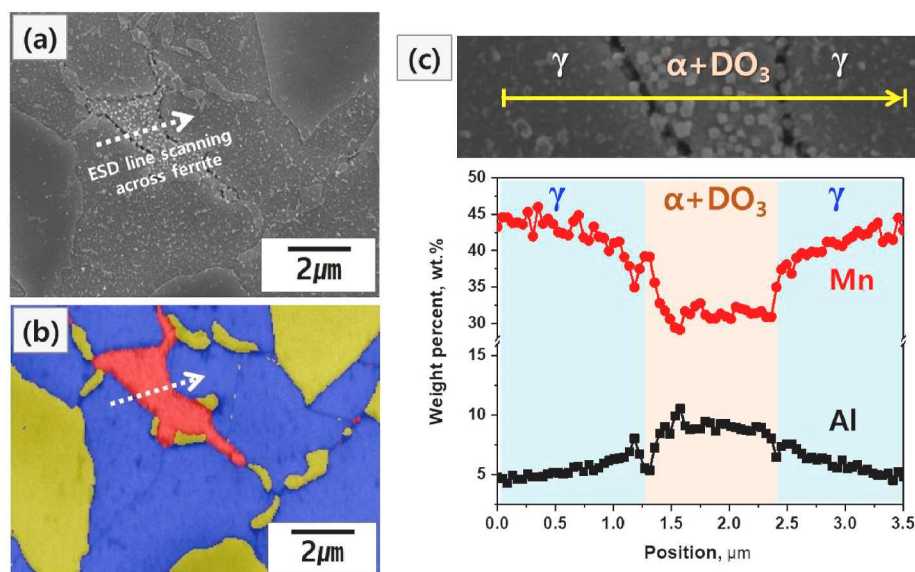 (a)
ESD line scanning
across ferrite
2μm
(b)
2μm
(c)
γ
α+DO₃
γ
γ
α+DO₃
γ
Mn
Al
Weight percent, wt.%
50
45
40
35
30
15
10
5
0.0 0.5 1.0 1.5 2.0 2.5 3.0 3.5
Position, μm